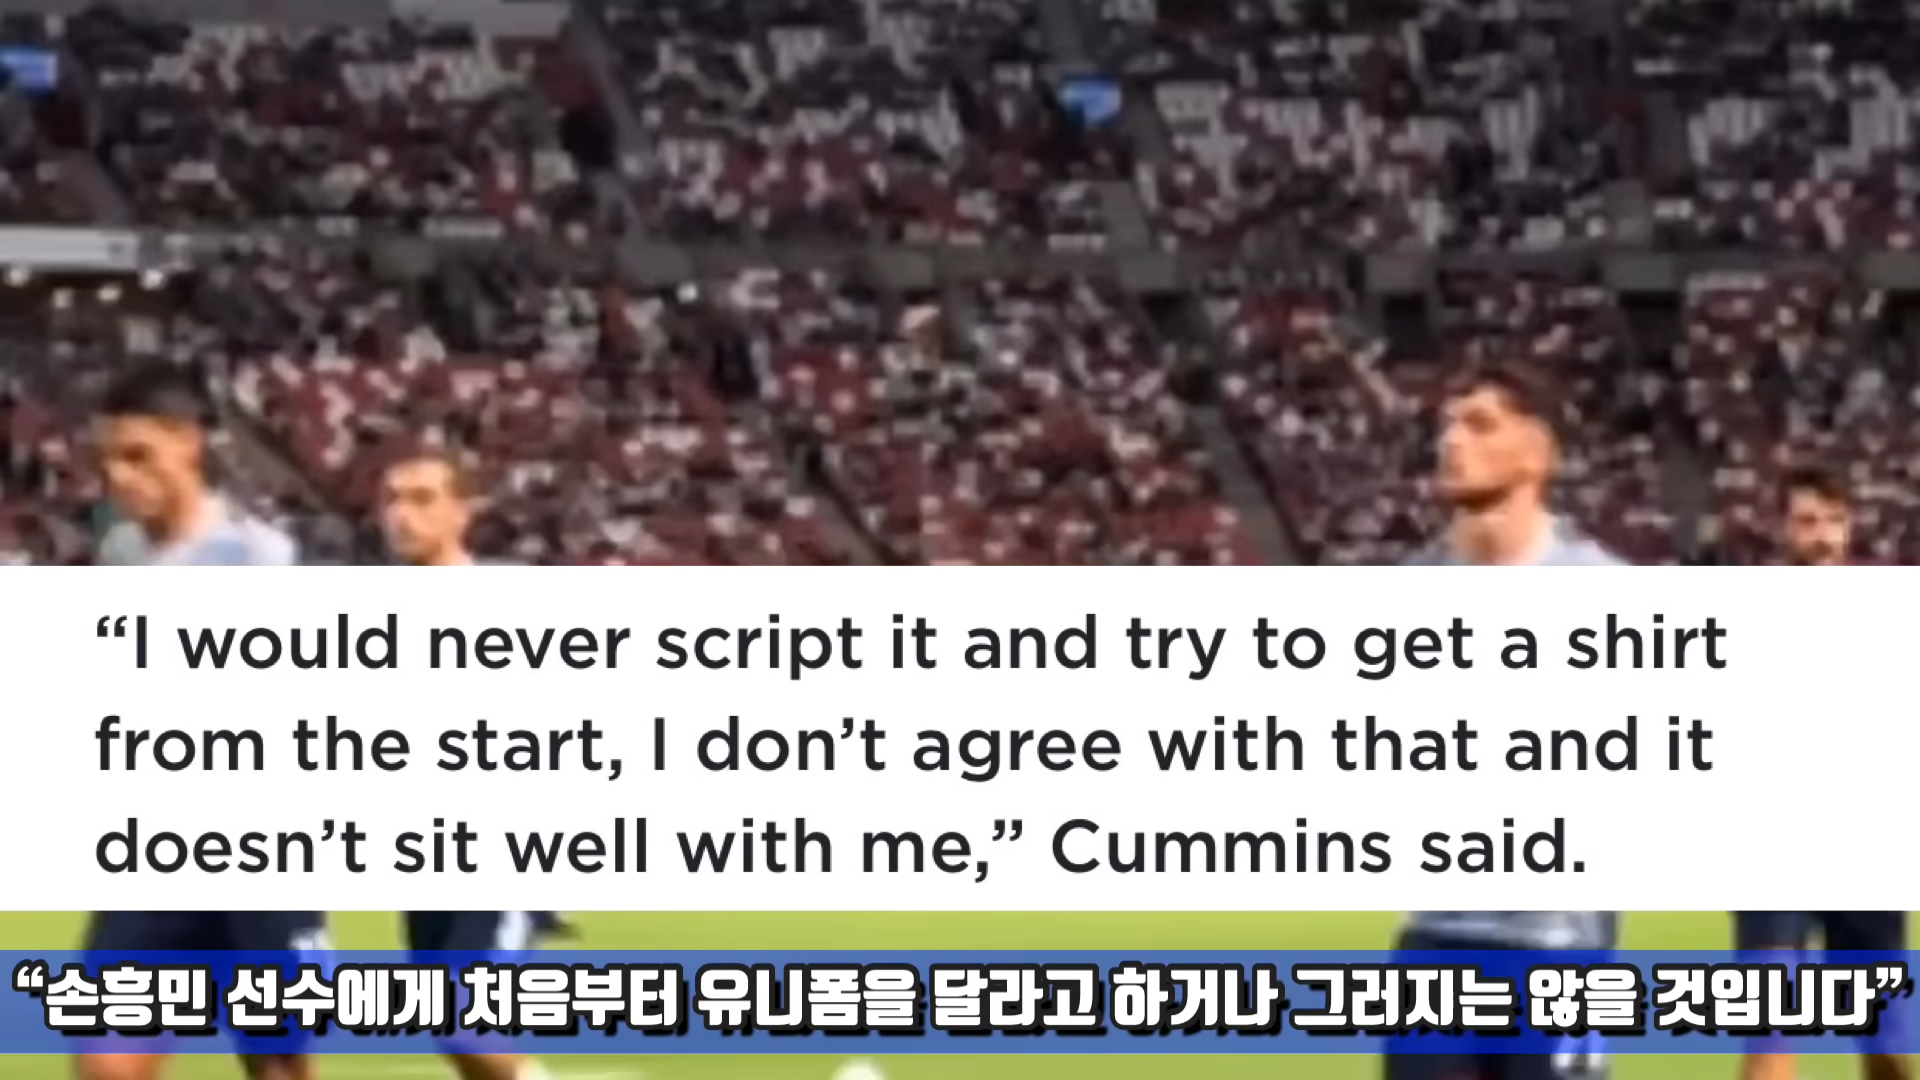 “I would never script it and try to get a shirt
from the start, I don’t agree with that and it
doesn’t sit well with me,” Cummins said.
“손흥민 선수에게 처음부터 유니폼을 달라고 하거나 그러지는 않을 것입니다”